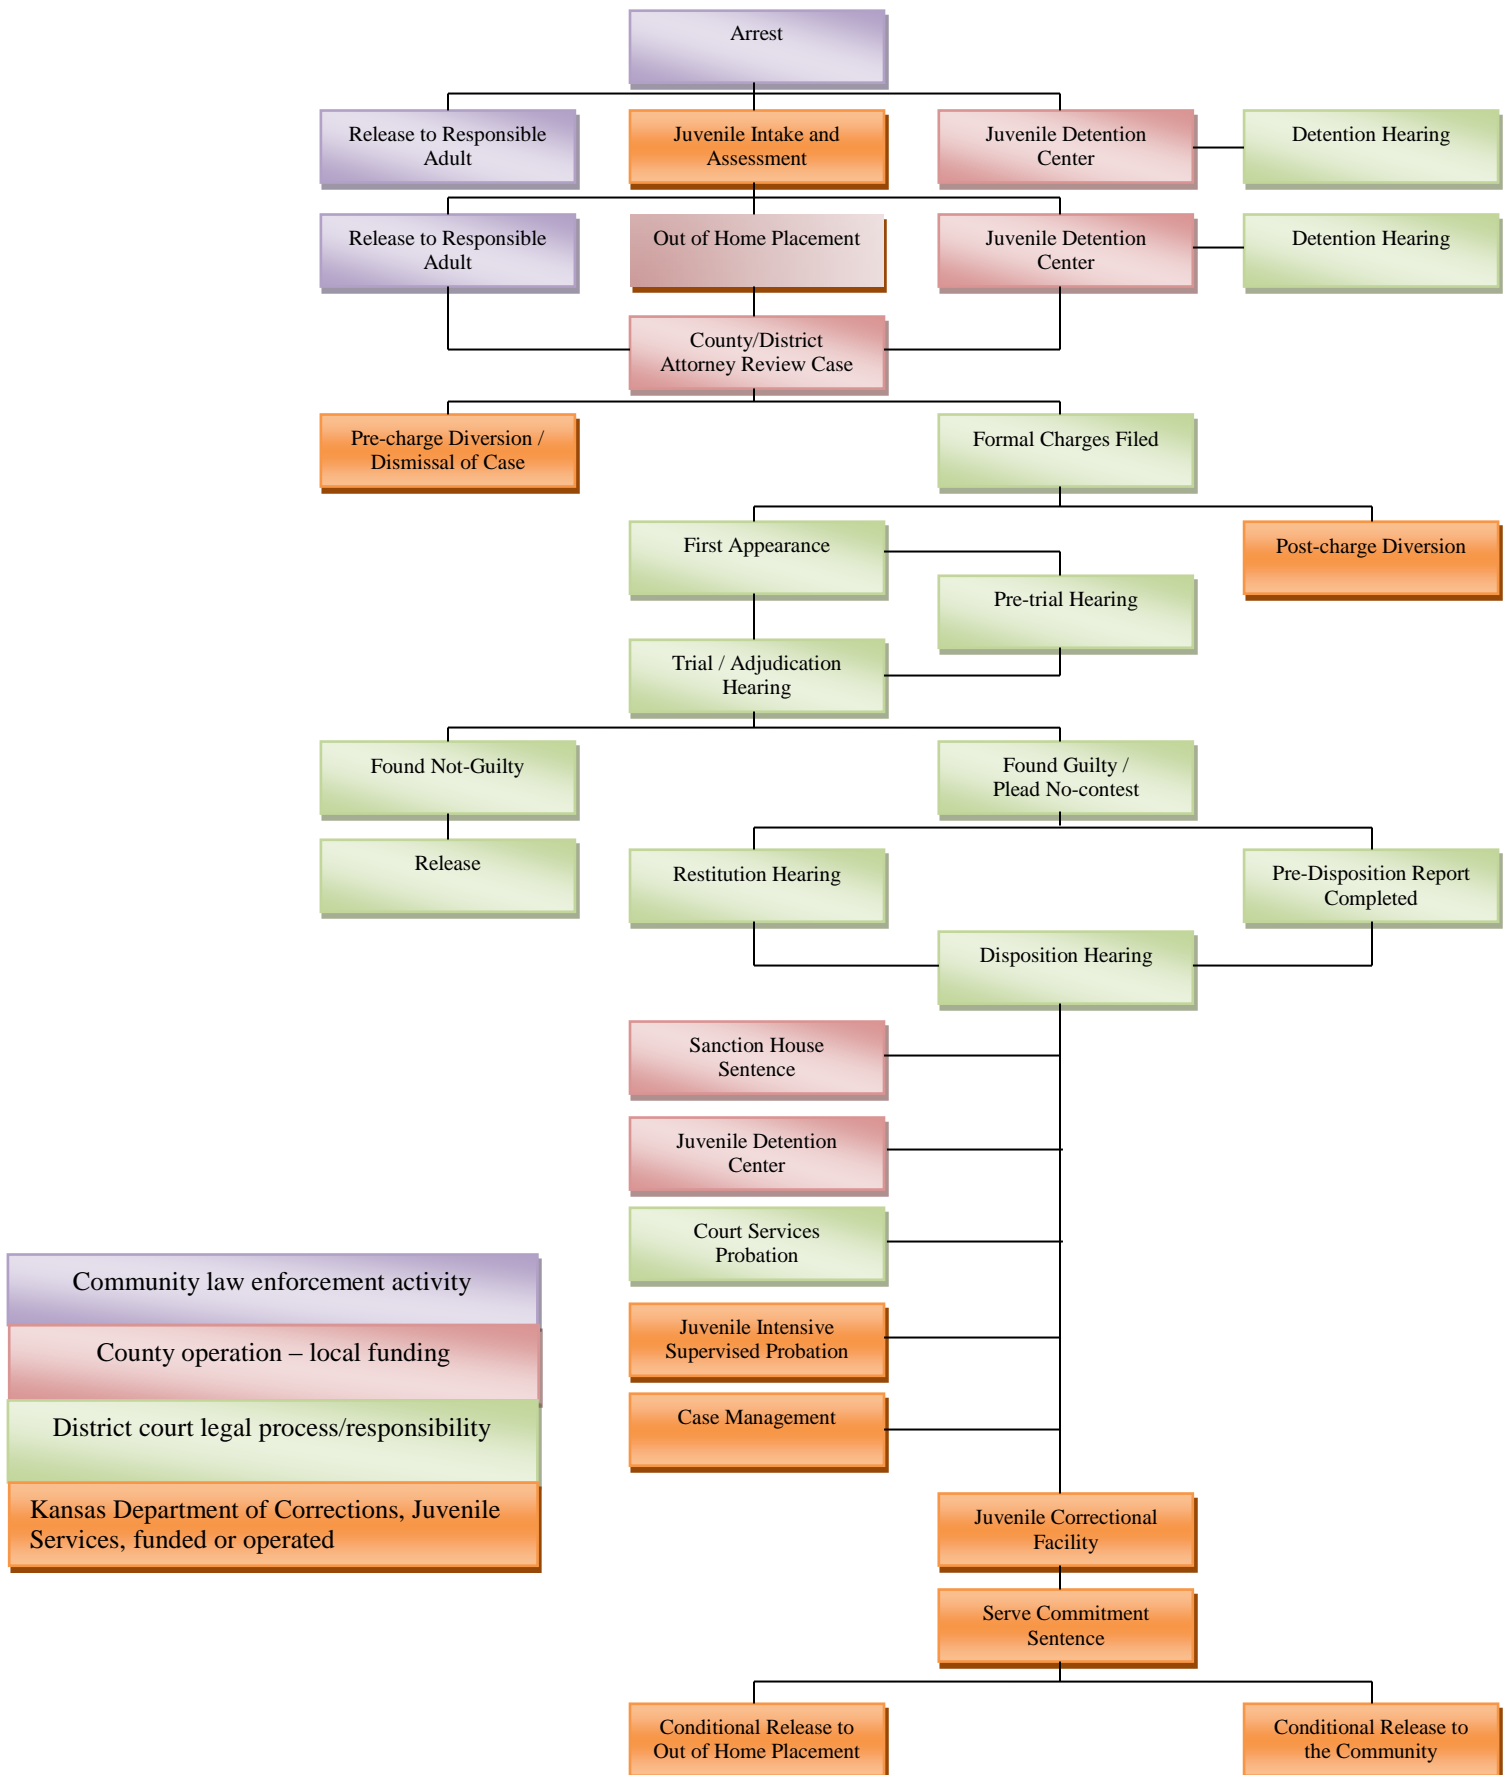 Arrest
Release to Responsible
Adult
Juvenile Intake and
Assessment
Juvenile Detention
Center
Detention Hearing
Release to Responsible
Adult
Out of Home Placement
Juvenile Detention
Center
Detention Hearing
County/District
Attorney Review Case
Pre-charge Diversion /
Dismissal of Case
Formal Charges Filed
First Appearance
Post-charge Diversion
Pre-trial Hearing
Trial / Adjudication
Hearing
Found Not-Guilty
Found Guilty /
Plead No-contest
Release
Restitution Hearing
Pre-Disposition Report
Completed
Disposition Hearing
Sanction House
Sentence
Juvenile Detention
Center
Court Services
Probation
Juvenile Intensive
Supervised Probation
Case Management
Juvenile Correctional
Facility
Serve Commitment
Sentence
Conditional Release to
Out of Home Placement
Conditional Release to
the Community
Community law enforcement activity
County operation – local funding
District court legal process/responsibility
Kansas Department of Corrections, Juvenile
Services, funded or operated